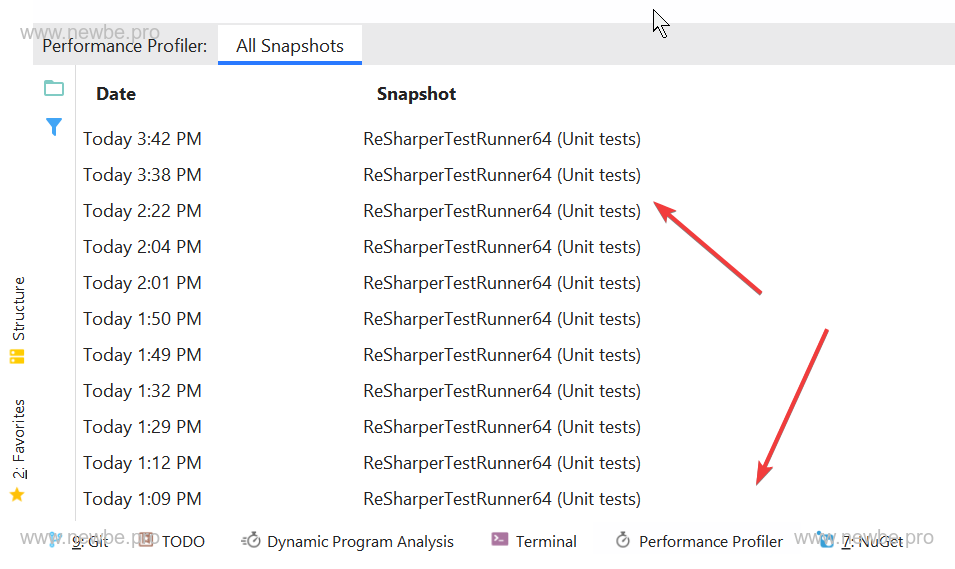 www.newbe.pro
Performance Profiler: All Snapshots
Date Snapshot
Today 3:42 PM ReSharperTestRunner64 (Unit tests)
Today 3:38 PM ReSharperTestRunner64 (Unit tests)
Today 2:22 PM ReSharperTestRunner64 (Unit tests)
Today 2:04 PM ReSharperTestRunner64 (Unit tests)
Today 2:01 PM ReSharperTestRunner64 (Unit tests)
Today 1:50 PM ReSharperTestRunner64 (Unit tests)
Today 1:49 PM ReSharperTestRunner64 (Unit tests)
Today 1:32 PM ReSharperTestRunner64 (Unit tests)
Today 1:29 PM ReSharperTestRunner64 (Unit tests)
Today 1:12 PM ReSharperTestRunner64 (Unit tests)
Today 1:09 PM ReSharperTestRunner64 (Unit tests)
Structure
2: Favorites
9: Git TODO Dynamic Program Analysis Terminal Performance Profiler 7: NuGet
www.newbe.pro www.newbe.pro